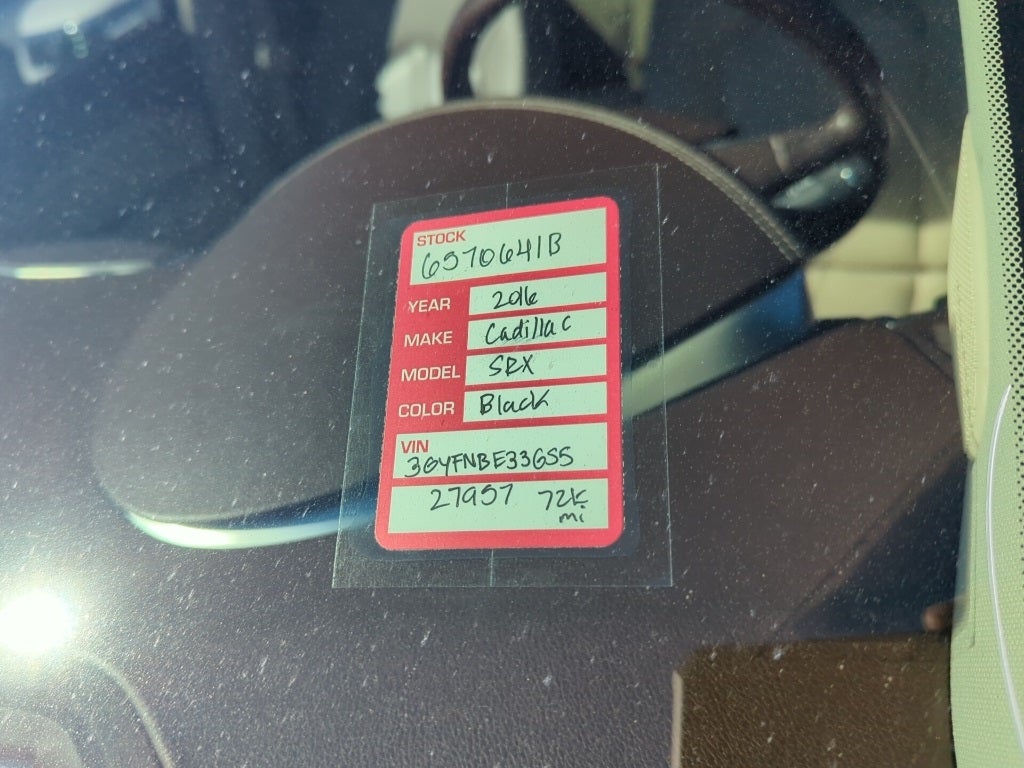 STOCK
6570641B
YEAR 2016
MAKE Cadillac
MODEL SRX
COLOR Black
VIN
3GYFNBE33GS5
27957 72K
mi